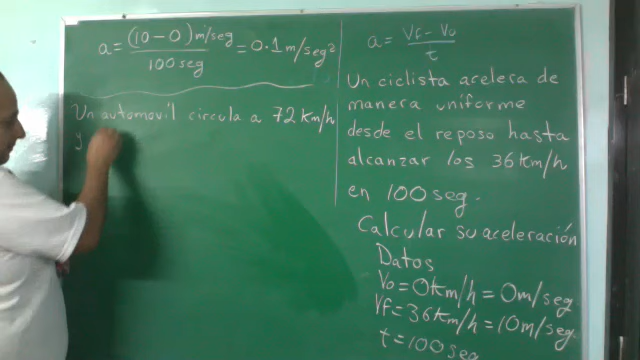 a = (10 - 0) m/seg / 100 seg = 0.1 m/seg²
Un automovil circula a 72 Km/h
y
a = Vf - Vo / t
Un ciclista acelera de
manera uniforme
desde el reposo hasta
alcanzar los 36 Km/h
en 100 seg.
Calcular su aceleración
Datos
Vo = 0 Km/h = 0 m/seg
Vf = 36 Km/h = 10 m/seg.
t = 100 seg